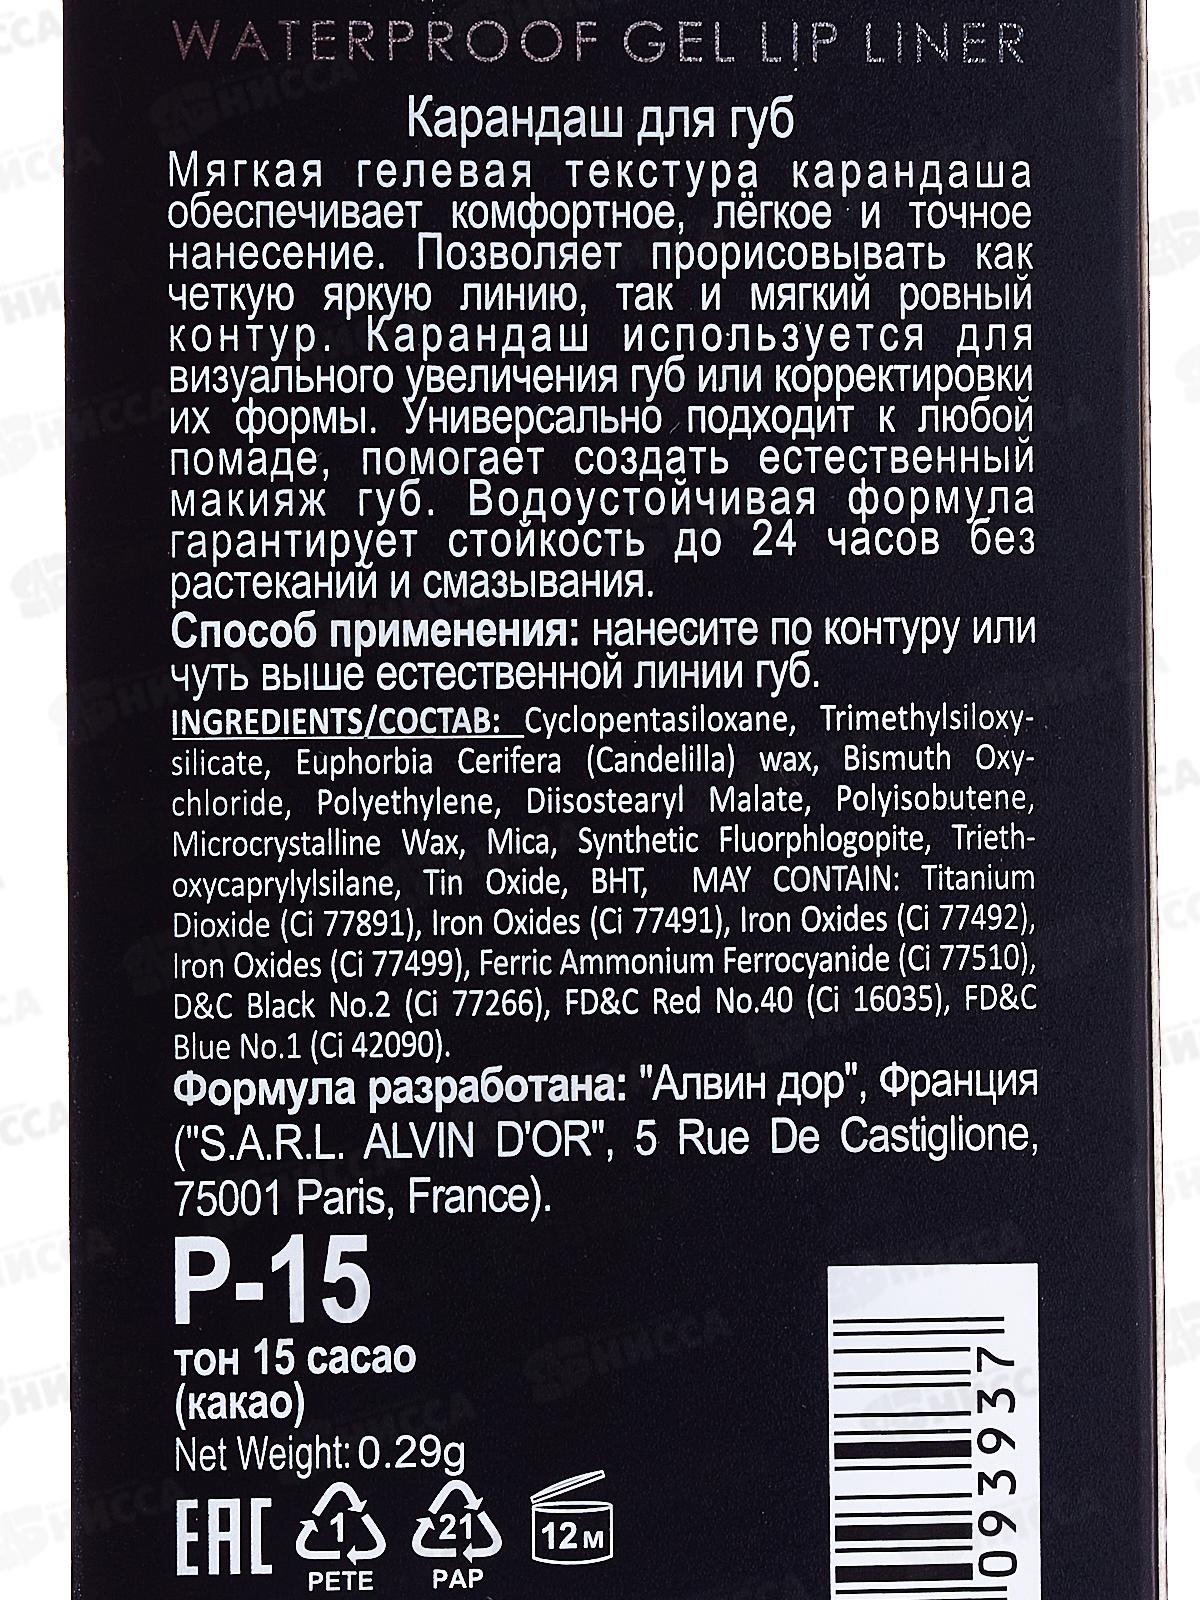 WATERPROOF GEL LIP LINER
Карандаш для губ
Мягкая гелевая текстура карандаша
обеспечивает комфортное, лёгкое и точное
нанесение. Позволяет прорисовывать как
четкую яркую линию, так и мягкий ровный
контур. Карандаш используется для
визуального увеличения губ или корректировки
их формы. Универсально подходит к любой
помаде, помогает создать естественный
макияж губ. Водоустойчивая формула
гарантирует стойкость до 24 часов без
растеканий и смазывания.
Способ применения: нанесите по контуру или
чуть выше естественной линии губ.
INGREDIENTS/СОСТАВ: Cyclopentasiloxane, Trimethylsiloxy-
silicate, Euphorbia Cerifera (Candelilla) wax, Bismuth Oxy-
chloride, Polyethylene, Diisostearyl Malate, Polyisobutene,
Microcrystalline Wax, Mica, Synthetic Fluorphlogopite, Trieth-
oxycaprylylsilane, Tin Oxide, BHT, MAY CONTAIN: Titanium
Dioxide (Ci 77891), Iron Oxides (Ci 77491), Iron Oxides (Ci 77492),
Iron Oxides (Ci 77499), Ferric Ammonium Ferrocyanide (Ci 77510),
D&C Black No.2 (Ci 77266), FD&C Red No.40 (Ci 16035), FD&C
Blue No.1 (Ci 42090).
Формула разработана: "Алвин дор", Франция
("S.A.R.L. ALVIN D'OR", 5 Rue De Castiglione,
75001 Paris, France).
P-15
тон 15 cacao
(какао)
Net Weight: 0.29g
EAC
1
PETE
21
PAP
12м
093937
БНИССА